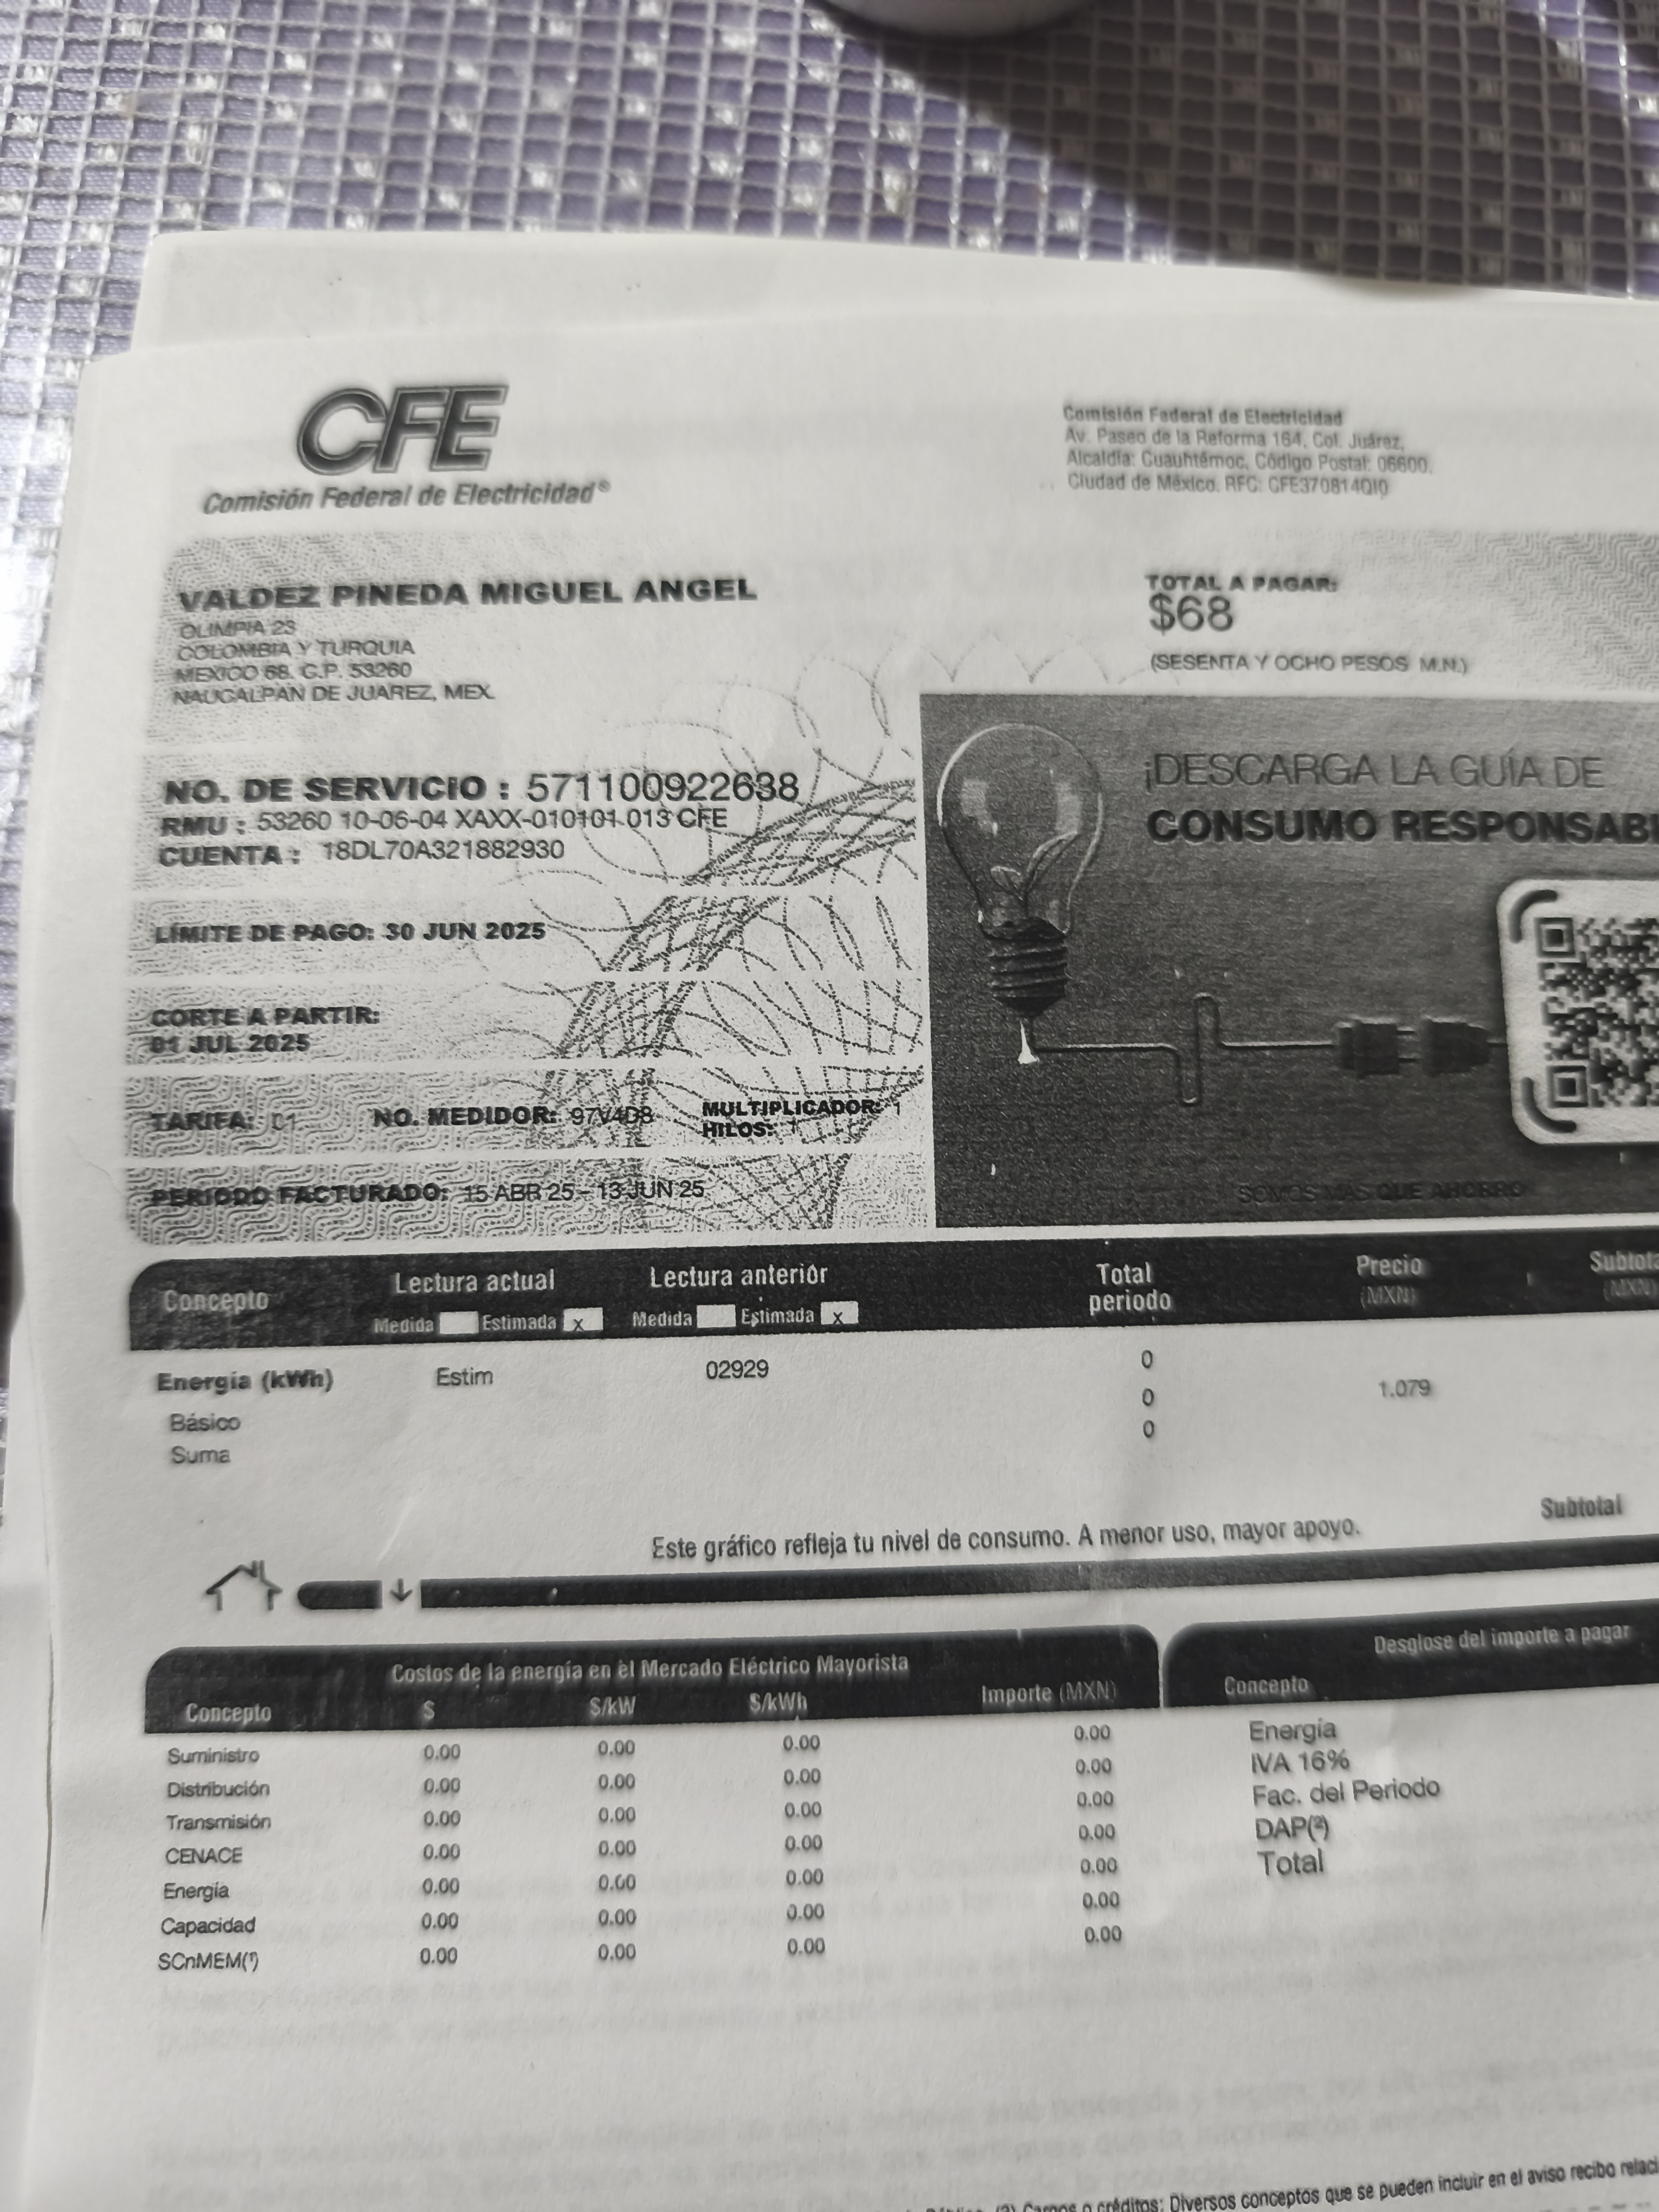 CFE
Comisión Federal de Electricidad®
Comisión Federal de Electricidad
Av. Paseo de la Reforma 164, Col. Juárez,
Alcaldía: Cuauhtémoc, Código Postal: 06600,
Ciudad de México. RFC: CFE370814QI0
VALDEZ PINEDA MIGUEL ANGEL
OLIMPIA 23
COLOMBIA Y TURQUIA
MEXICO 68. C.P. 53260
NAUCALPAN DE JUAREZ, MEX.
TOTAL A PAGAR:
$68
(SESENTA Y OCHO PESOS M.N.)
NO. DE SERVICIO : 571100922638
RMU : 53260 10-06-04 XAXX-010101 013 CFE
CUENTA : 18DL70A321882930
LÍMITE DE PAGO: 30 JUN 2025
CORTE A PARTIR:
01 JUL 2025
TARIFA: 01 NO. MEDIDOR: 97V4D8 MULTIPLICADOR: 1
HILOS: 1
PERIODO FACTURADO: 15 ABR 25 - 13 JUN 25
¡DESCARGA LA GUÍA DE
CONSUMO RESPONSAB
SOMOS MÁS QUE AHORRO
Concepto Lectura actual Lectura anterior Total periodo Precio (MXN) Subtota (MXN)
Medida Estimada x Medida Estimada x
Energía (kWh) Estim 02929 0
Básico 0 1.079
Suma 0
Subtotal
Este gráfico refleja tu nivel de consumo. A menor uso, mayor apoyo.
Costos de la energía en el Mercado Eléctrico Mayorista
Concepto $ $/kW $/kWh Importe (MXN)
Suministro 0.00 0.00 0.00 0.00
Distribución 0.00 0.00 0.00 0.00
Transmisión 0.00 0.00 0.00 0.00
CENACE 0.00 0.00 0.00 0.00
Energía 0.00 0.00 0.00 0.00
Capacidad 0.00 0.00 0.00 0.00
SCnMEM(¹) 0.00 0.00 0.00 0.00
Desglose del importe a pagar
Concepto
Energía
IVA 16%
Fac. del Periodo
DAP(²)
Total
(3) Cargos o créditos: Diversos conceptos que se pueden incluir en el aviso recibo relaci